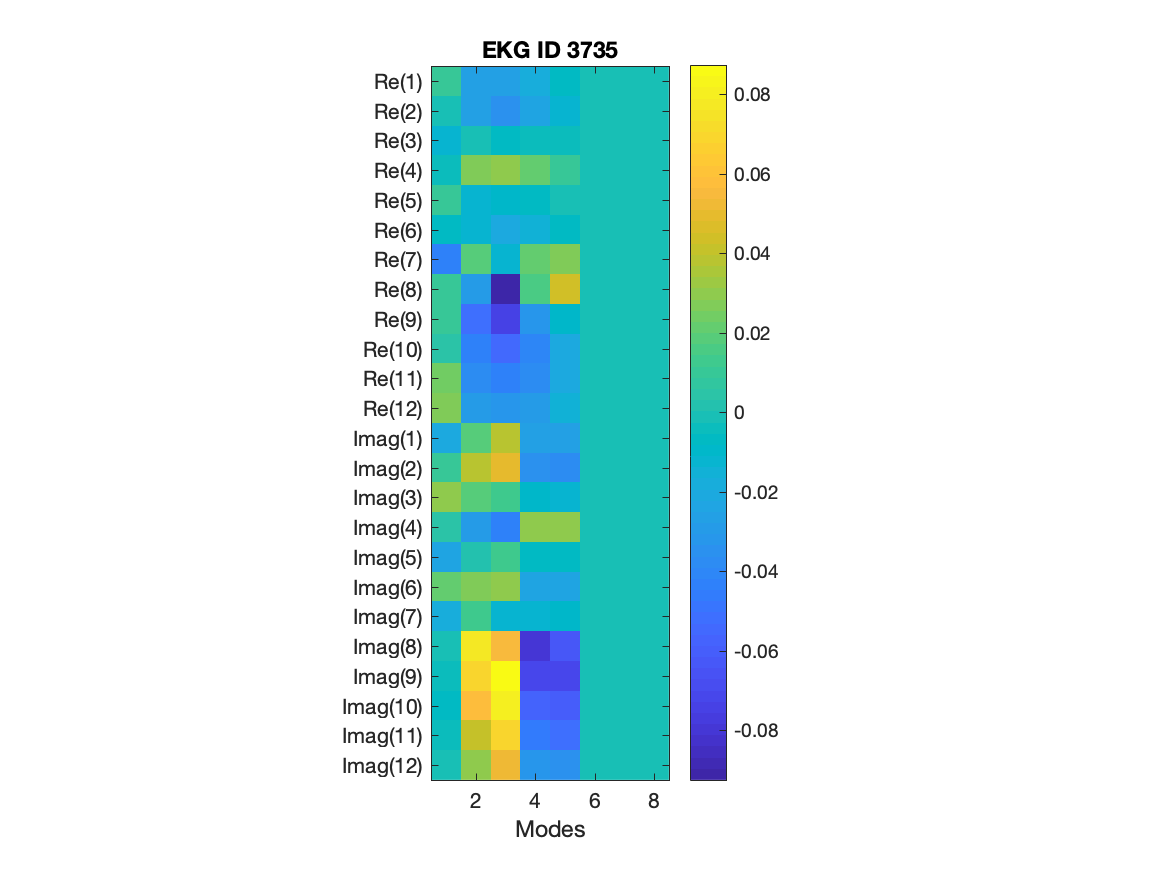 EKG ID 3735
Re(1)
Re(2)
Re(3)
Re(4)
Re(5)
Re(6)
Re(7)
Re(8)
Re(9)
Re(10)
Re(11)
Re(12)
Imag(1)
Imag(2)
Imag(3)
Imag(4)
Imag(5)
Imag(6)
Imag(7)
Imag(8)
Imag(9)
Imag(10)
Imag(11)
Imag(12)
2 4 6 8
Modes
0.08
0.06
0.04
0.02
0
-0.02
-0.04
-0.06
-0.08